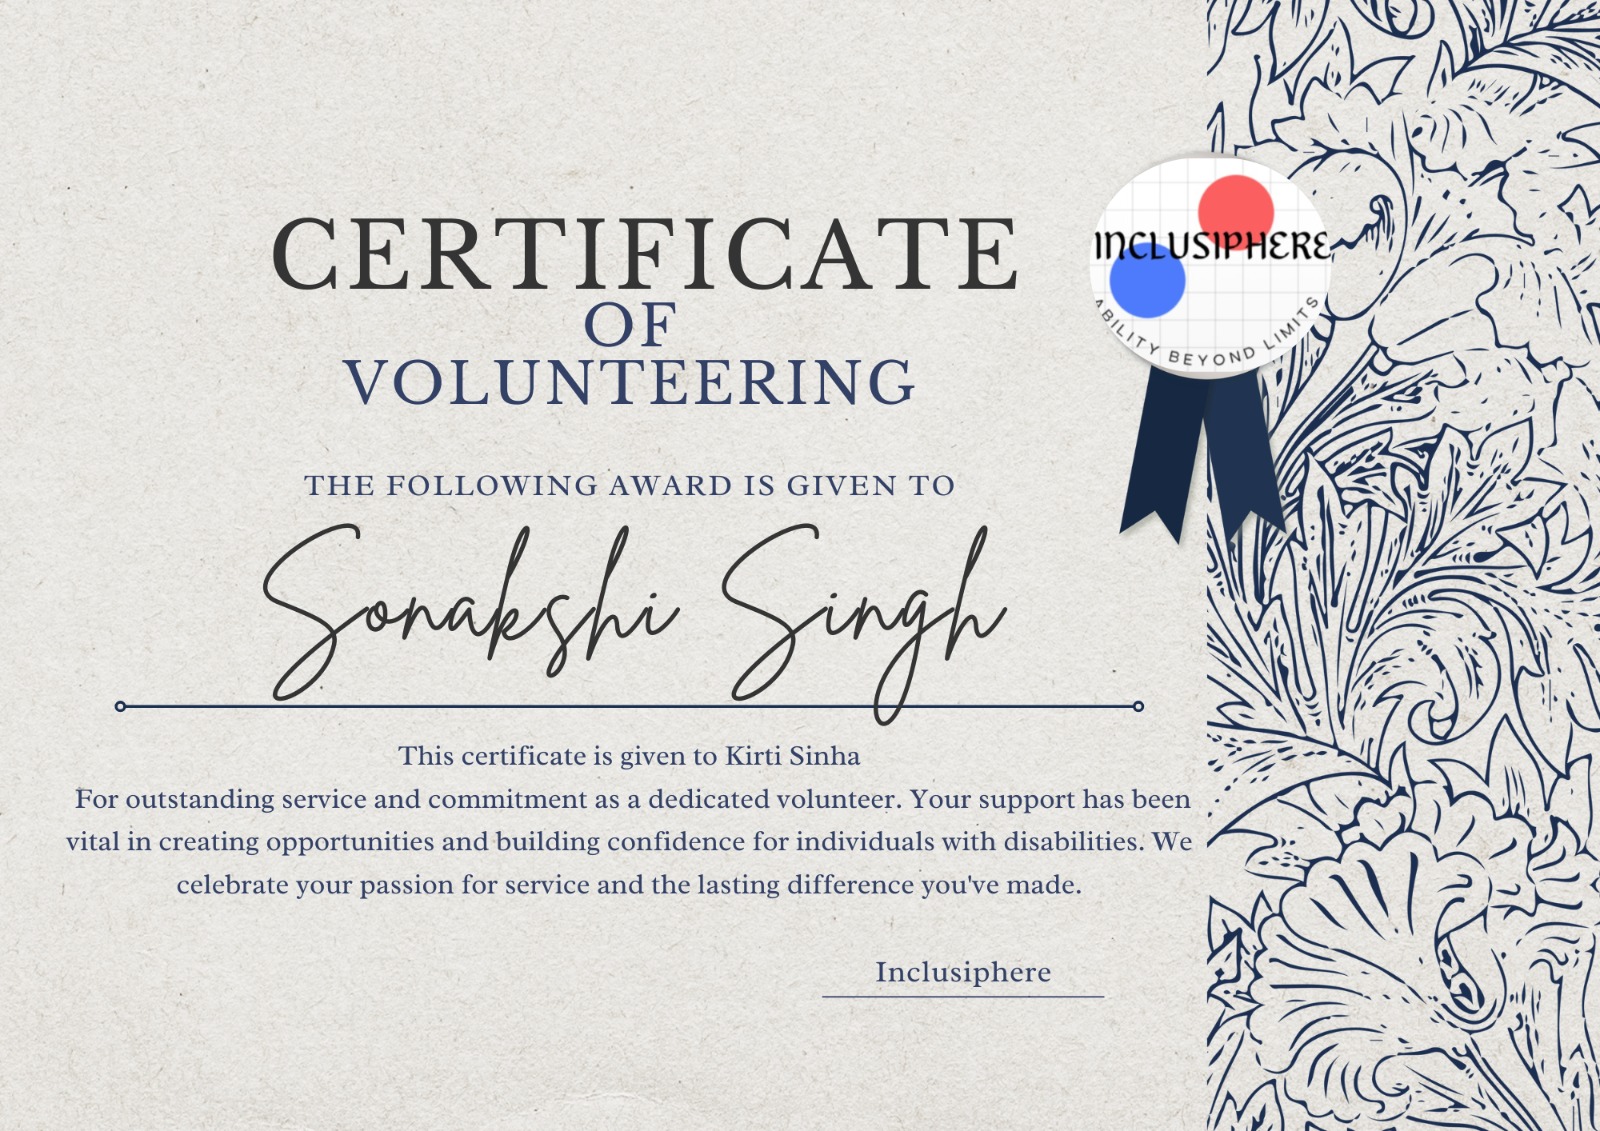 CERTIFICATE
OF
VOLUNTEERING
INCLUSIPHERE
ABILITY BEYOND LIMITS
THE FOLLOWING AWARD IS GIVEN TO
Sonakshi Singh
This certificate is given to Kirti Sinha
For outstanding service and commitment as a dedicated volunteer. Your support has been
vital in creating opportunities and building confidence for individuals with disabilities. We
celebrate your passion for service and the lasting difference you've made.
Inclusiphere